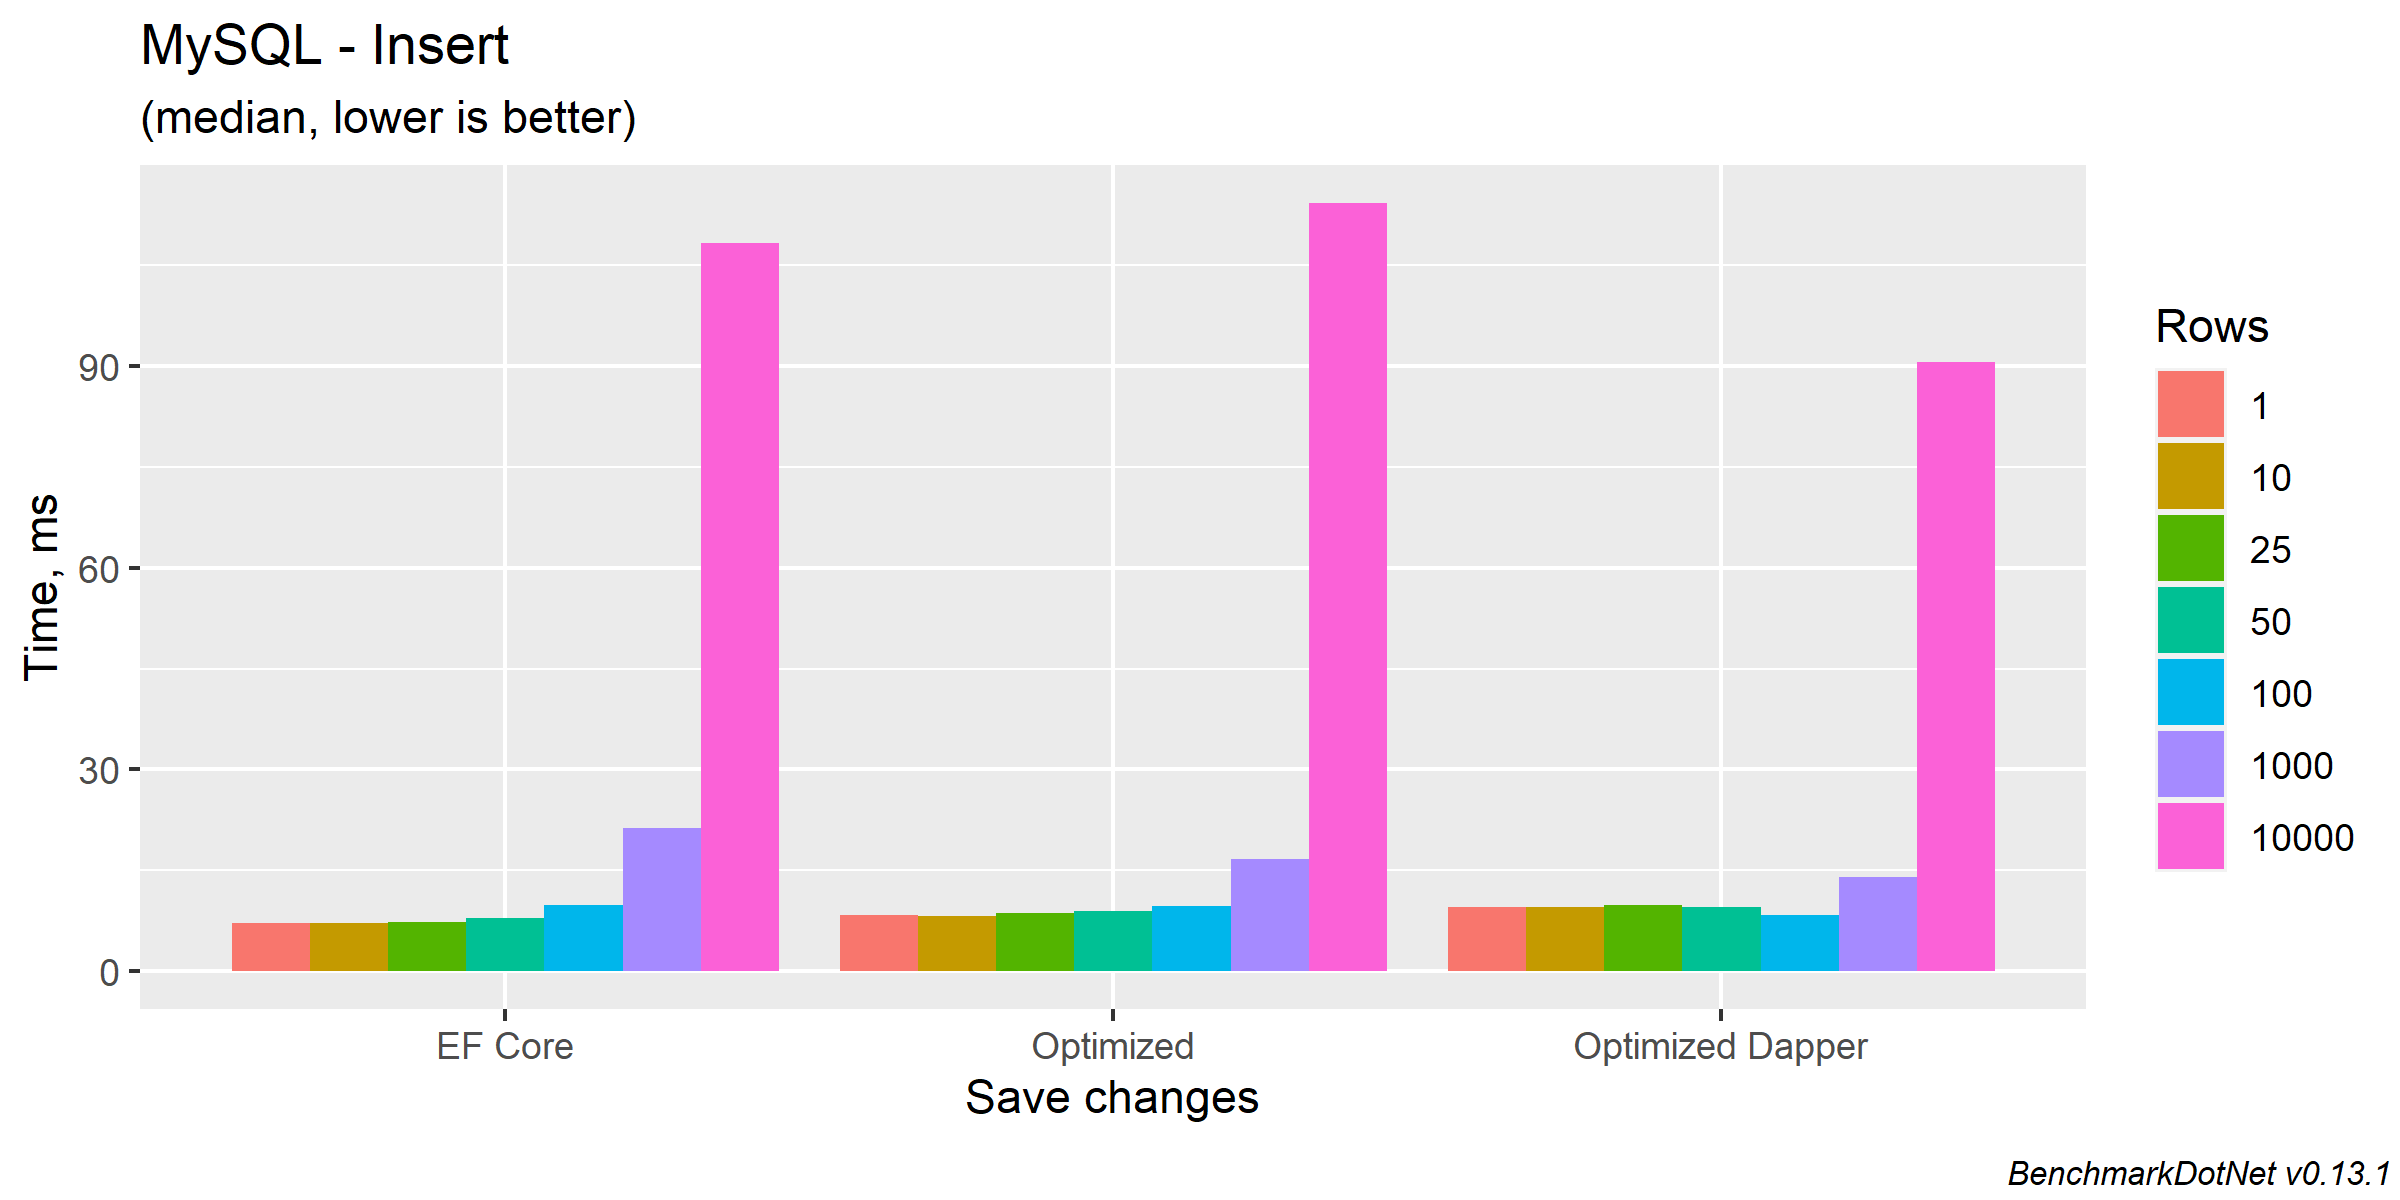 MySQL - Insert
(median, lower is better)
Time, ms
90
60
30
0
EF Core
Optimized
Optimized Dapper
Save changes
Rows
1
10
25
50
100
1000
10000
BenchmarkDotNet v0.13.1